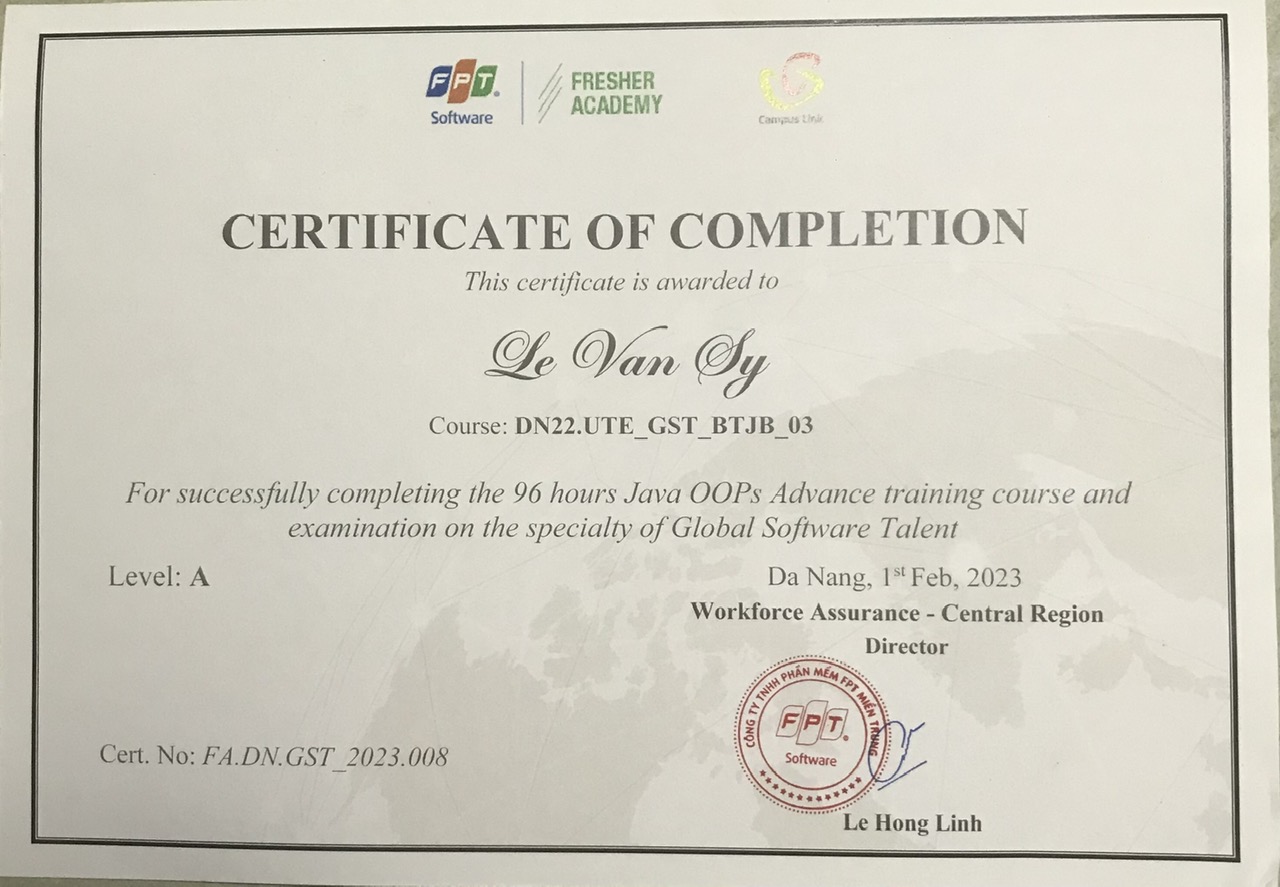 FPT
Software
FRESHER
ACADEMY
Campus Link
CERTIFICATE OF COMPLETION
This certificate is awarded to
Le Van Sy
Course: DN22.UTE_GST_BTJB_03
For successfully completing the 96 hours Java OOPs Advance training course and
examination on the specialty of Global Software Talent
Level: A
Da Nang, 1st Feb, 2023
Workforce Assurance - Central Region
Director
CÔNG TY TNHH PHẦN MỀM FPT MIỀN TRUNG
FPT
Software
Cert. No: FA.DN.GST_2023.008
Le Hong Linh